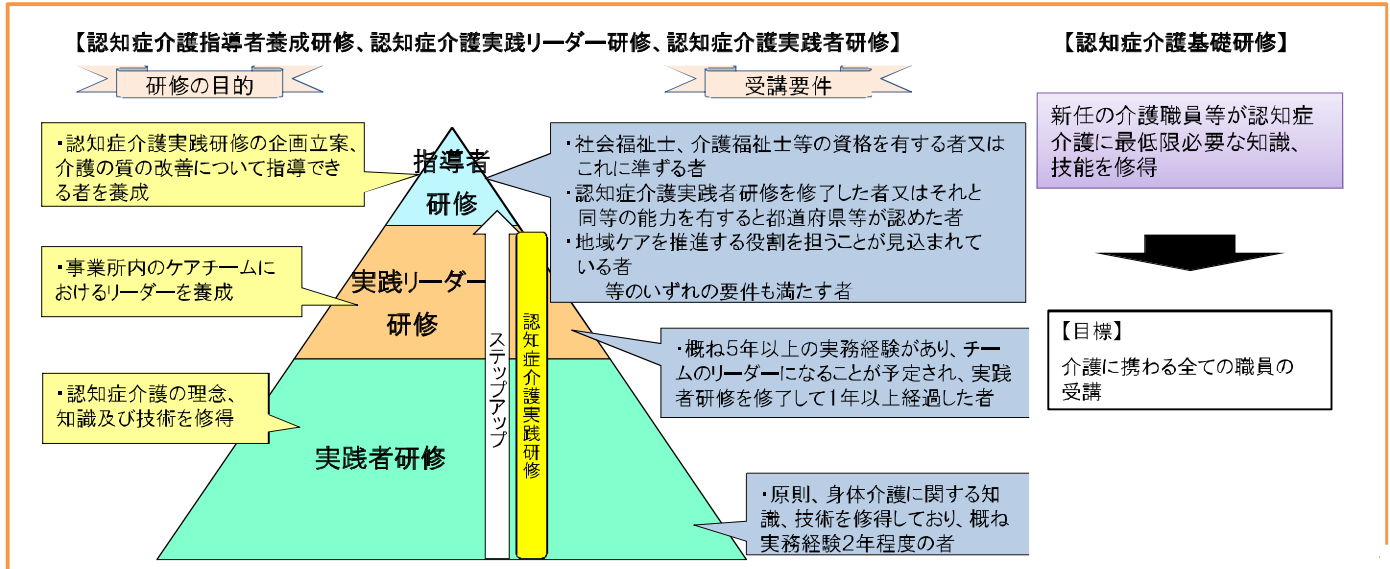 【認知症介護指導者養成研修、認知症介護実践リーダー研修、認知症介護実践者研修】
【認知症介護基礎研修】
研修の目的
受講要件
・認知症介護実践研修の企画立案、
介護の質の改善について指導でき
る者を養成
指導者
研修
・社会福祉士、介護福祉士等の資格を有する者又は
これに準ずる者
・認知症介護実践者研修を修了した者又はそれと
同等の能力を有すると都道府県等が認めた者
・地域ケアを推進する役割を担うことが見込まれて
いる者
等のいずれの要件も満たす者
新任の介護職員等が認知症
介護に最低限必要な知識、
技能を修得
・事業所内のケアチームに
おけるリーダーを養成
実践リーダー
研修
・概ね5年以上の実務経験があり、チー
ムのリーダーになることが予定され、実践
者研修を修了して1年以上経過した者
【目標】
介護に携わる全ての職員の
受講
・認知症介護の理念、
知識及び技術を修得
実践者研修
ステップアップ
認知症介護実践研修
・原則、身体介護に関する知
識、技術を修得しており、概ね
実務経験2年程度の者